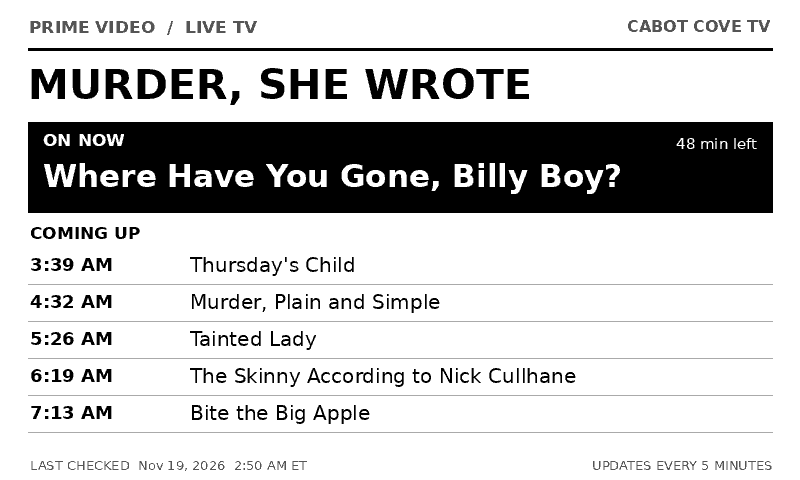 PRIME VIDEO / LIVE TV
CABOT COVE TV
MURDER, SHE WROTE
ON NOW
48 min left
Where Have You Gone, Billy Boy?
COMING UP
3:39 AM Thursday's Child
4:32 AM Murder, Plain and Simple
5:26 AM Tainted Lady
6:19 AM The Skinny According to Nick Cullhane
7:13 AM Bite the Big Apple
LAST CHECKED Nov 19, 2026 2:50 AM ET
UPDATES EVERY 5 MINUTES